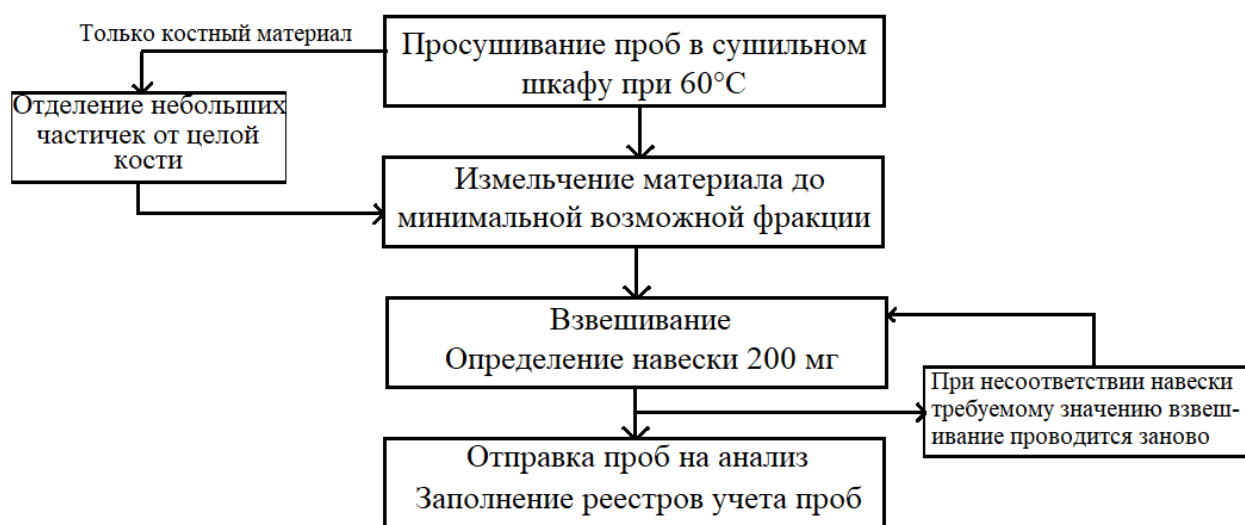 Только костный материал
Просушивание проб в сушильном
шкафу при 60°C
Отделение небольших
частичек от целой
кости
Измельчение материала до
минимальной возможной фракции
Взвешивание
Определение навески 200 мг
При несоответствии навески
требуемому значению взвеш-
ивание проводится заново
Отправка проб на анализ
Заполнение реестров учета проб